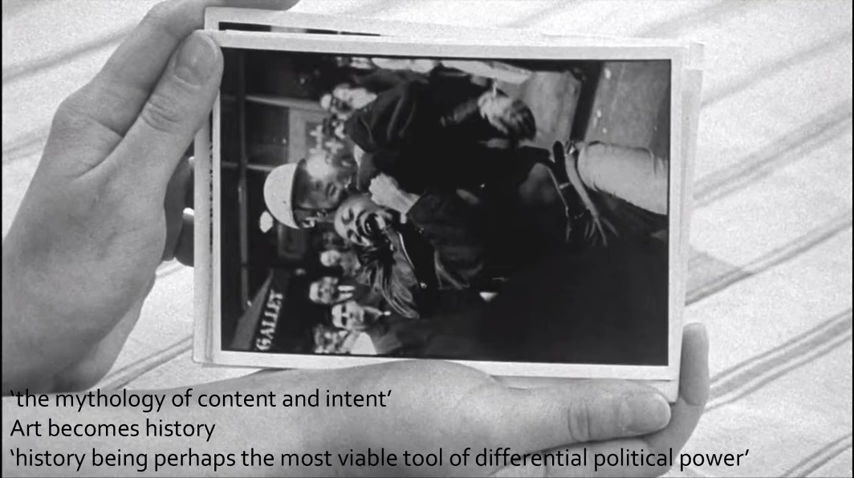 GALLEY
‘the mythology of content and intent’
Art becomes history
‘history being perhaps the most viable tool of differential political power’